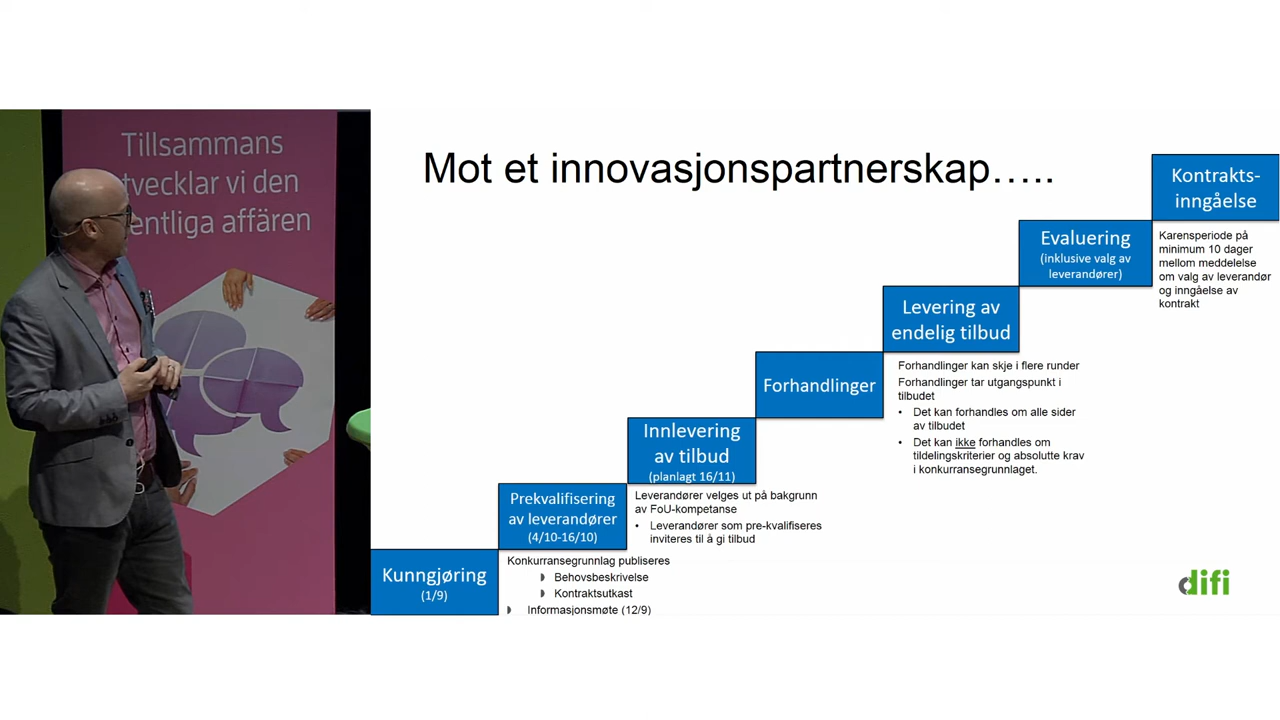 Tillsammans
tvecklar vi den
entliga affären
Mot et innovasjonspartnerskap…..
Kontrakts-
inngåelse
Karensperiode på
minimum 10 dager
mellom meddelelse
om valg av leverandør
og inngåelse av
kontrakt
Evaluering
(inklusive valg av
leverandører)
Levering av
endelig tilbud
Forhandlinger kan skje i flere runder
Forhandlinger tar utgangspunkt i
tilbudet
• Det kan forhandles om alle sider
av tilbudet
• Det kan ikke forhandles om
tildelingskriterier og absolutte krav
i konkurransegrunnlaget.
Forhandlinger
Innlevering
av tilbud
(planlagt 16/11)
Leverandører velges ut på bakgrunn
av FoU-kompetanse
• Leverandører som pre-kvalifiseres
inviteres til å gi tilbud
Prekvalifisering
av leverandører
(4/10-16/10)
Konkurransegrunnlag publiseres
Behovsbeskrivelse
Kontraktsutkast
Informasjonsmøte (12/9)
Kunngjøring
(1/9)
difi